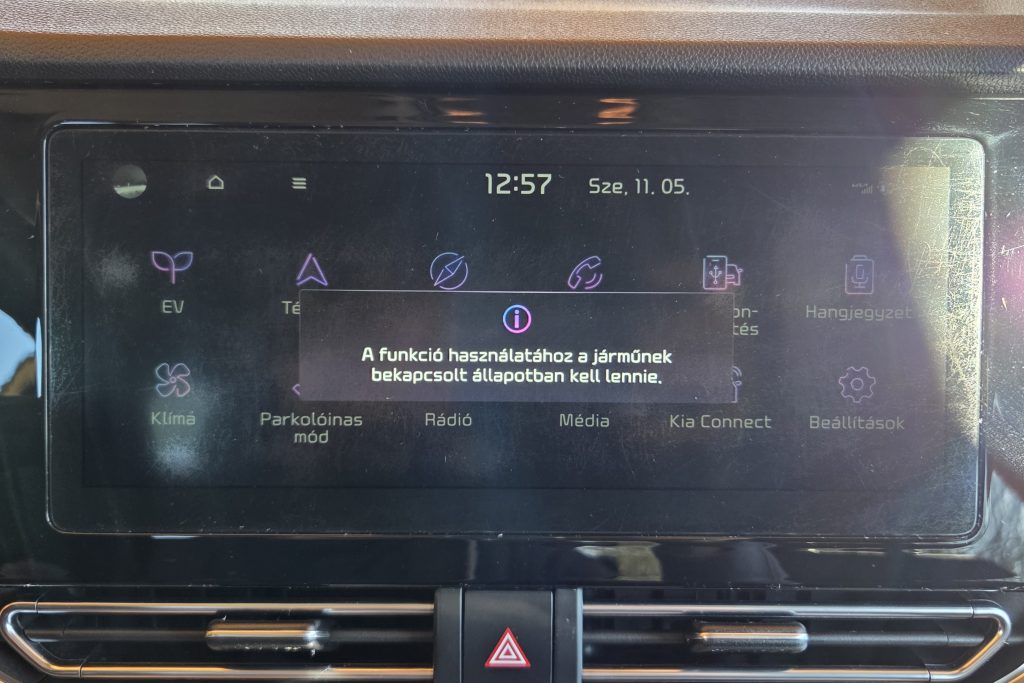 12:57 Sze, 11. 05.
EV
Hangjegyzet
A funkció használatához a járműnek
bekapcsolt állapotban kell lennie.
Klíma
Parkolóinas
mód
Rádió
Média
Kia Connect
Beállítások